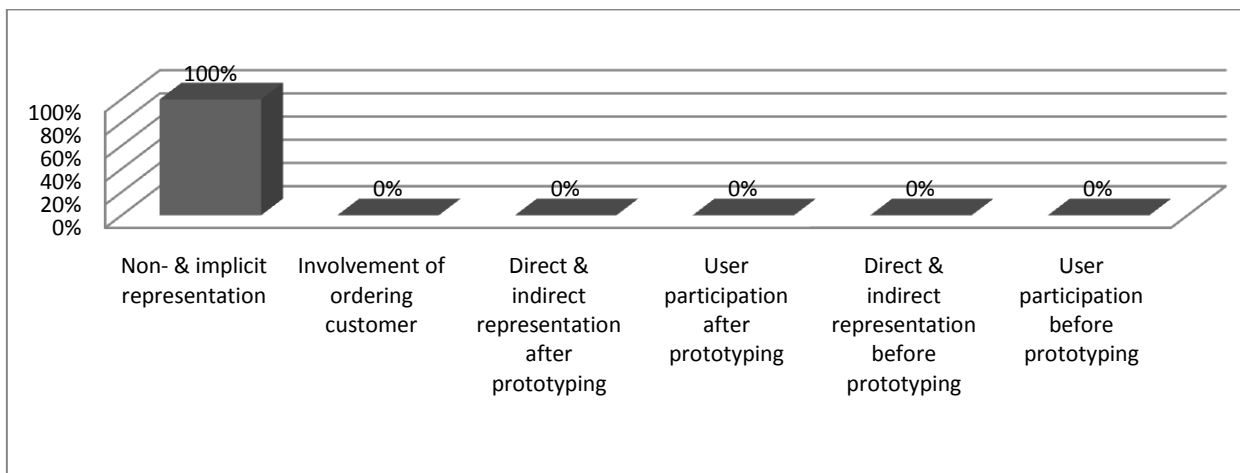 100%
100%
80%
60%
40%
20%
0%
0%
0%
0%
0%
0%
Non- & implicit
representation
Involvement of
ordering
customer
Direct &
indirect
representation
after
prototyping
User
participation
after
prototyping
Direct &
indirect
representation
before
prototyping
User
participation
before
prototyping